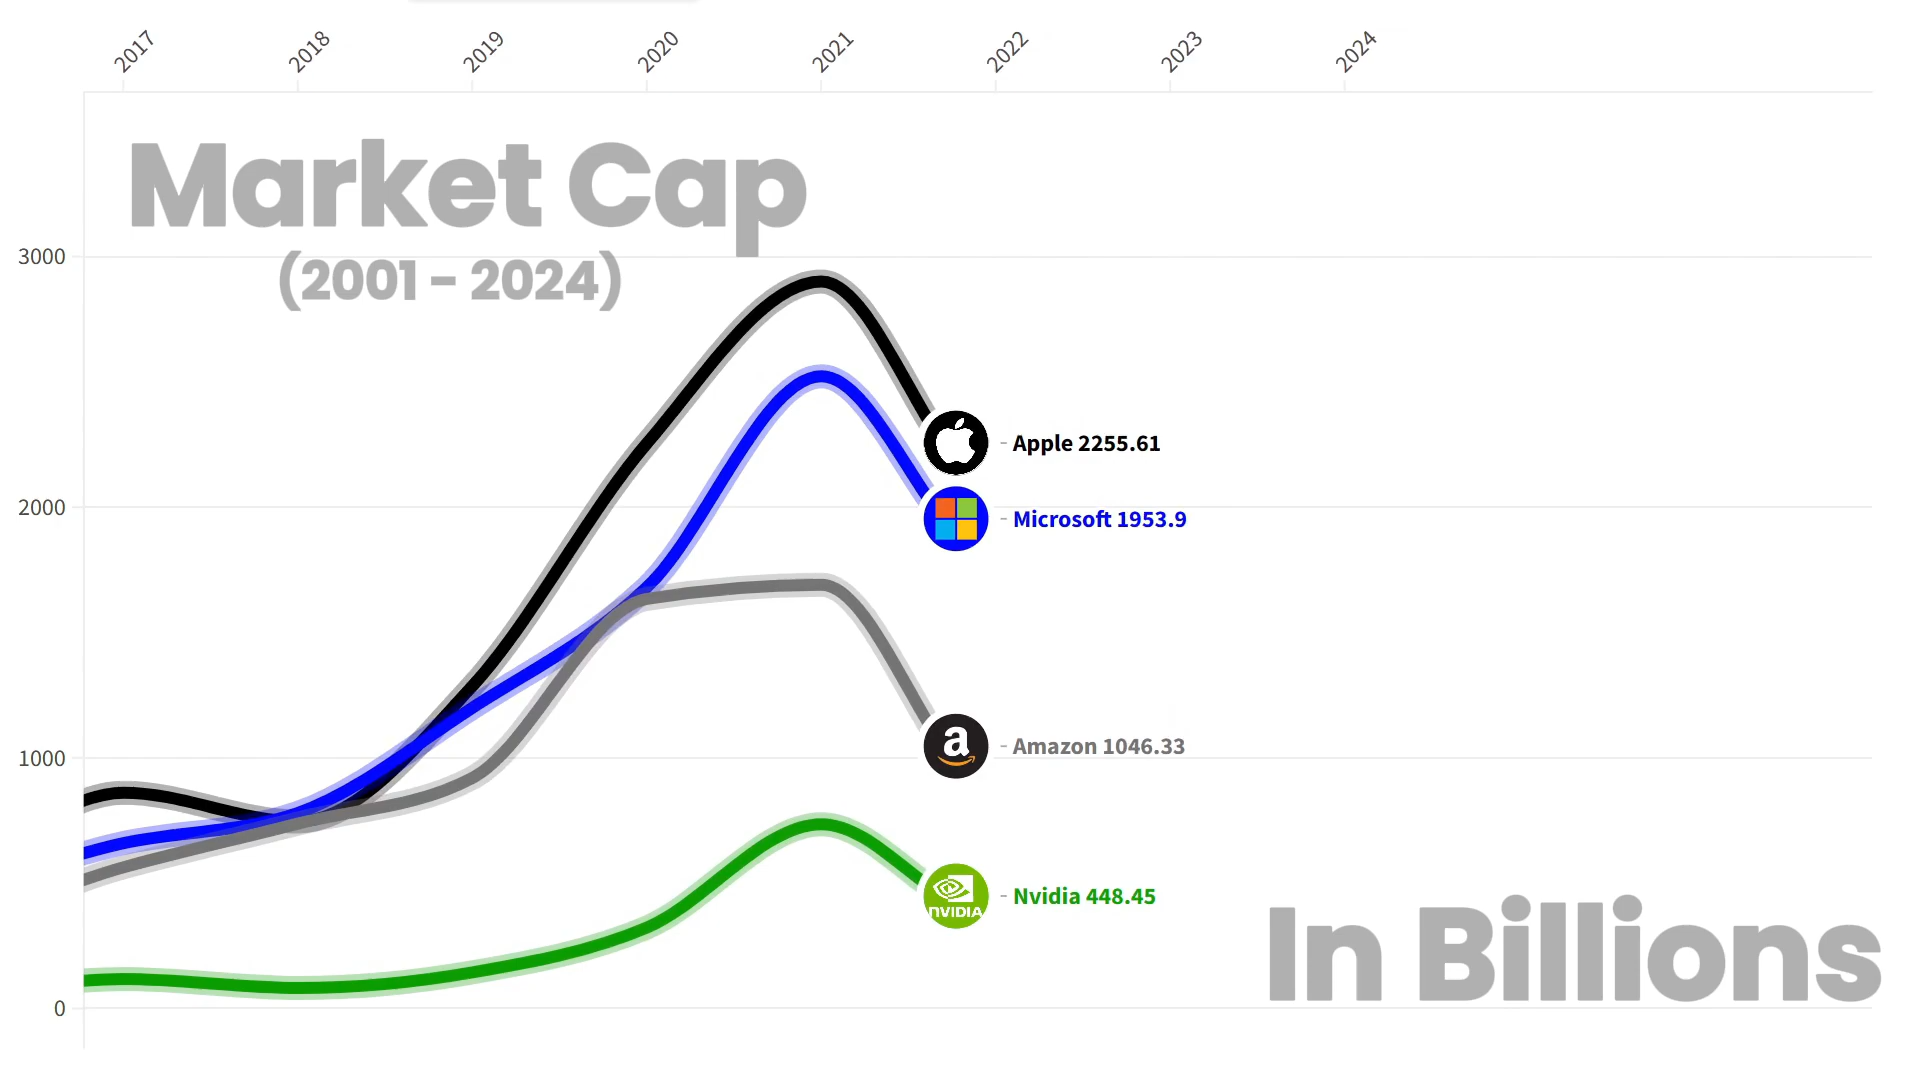 2017 2018 2019 2020 2021 2022 2023 2024
Market Cap
(2001 - 2024)
3000
2000
1000
0
Apple 2255.61
Microsoft 1953.9
a
Amazon 1046.33
NVIDIA
Nvidia 448.45
In Billions